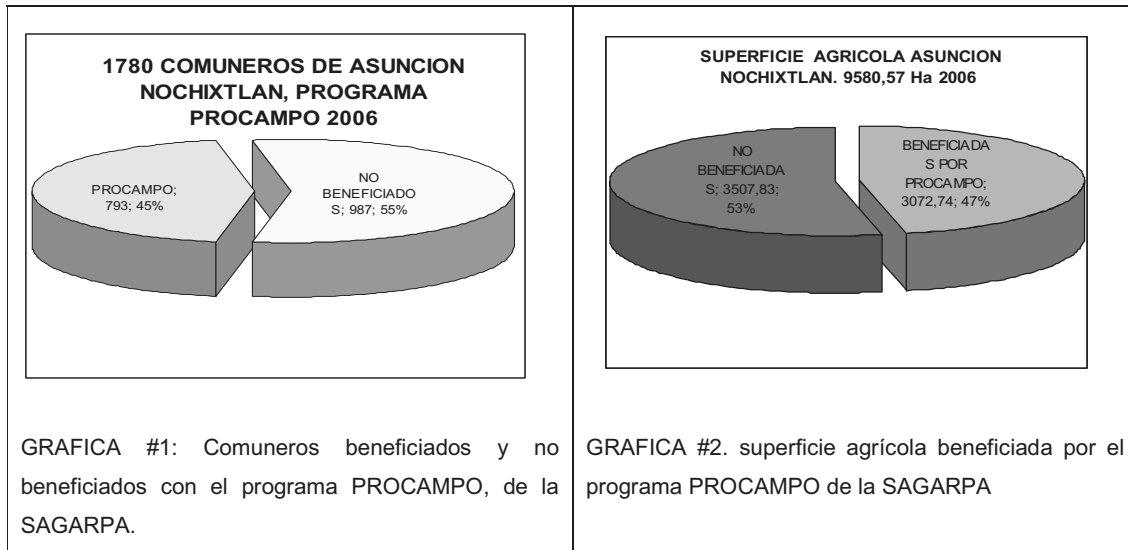 1780 COMUNEROS DE ASUNCION
NOCHIXTLAN, PROGRAMA
PROCAMPO 2006
PROCAMPO;
793; 45%
NO
BENEFICIADO
S; 987; 55%
GRAFICA #1: Comuneros beneficiados y no
beneficiados con el programa PROCAMPO, de la
SAGARPA.
SUPERFICIE AGRICOLA ASUNCION
NOCHIXTLAN. 9580,57 Ha 2006
NO
BENEFICIADA
S; 3507,83;
53%
BENEFICIADA
S POR
PROCAMPO;
3072,74; 47%
GRAFICA #2. superficie agrícola beneficiada por el
programa PROCAMPO de la SAGARPA